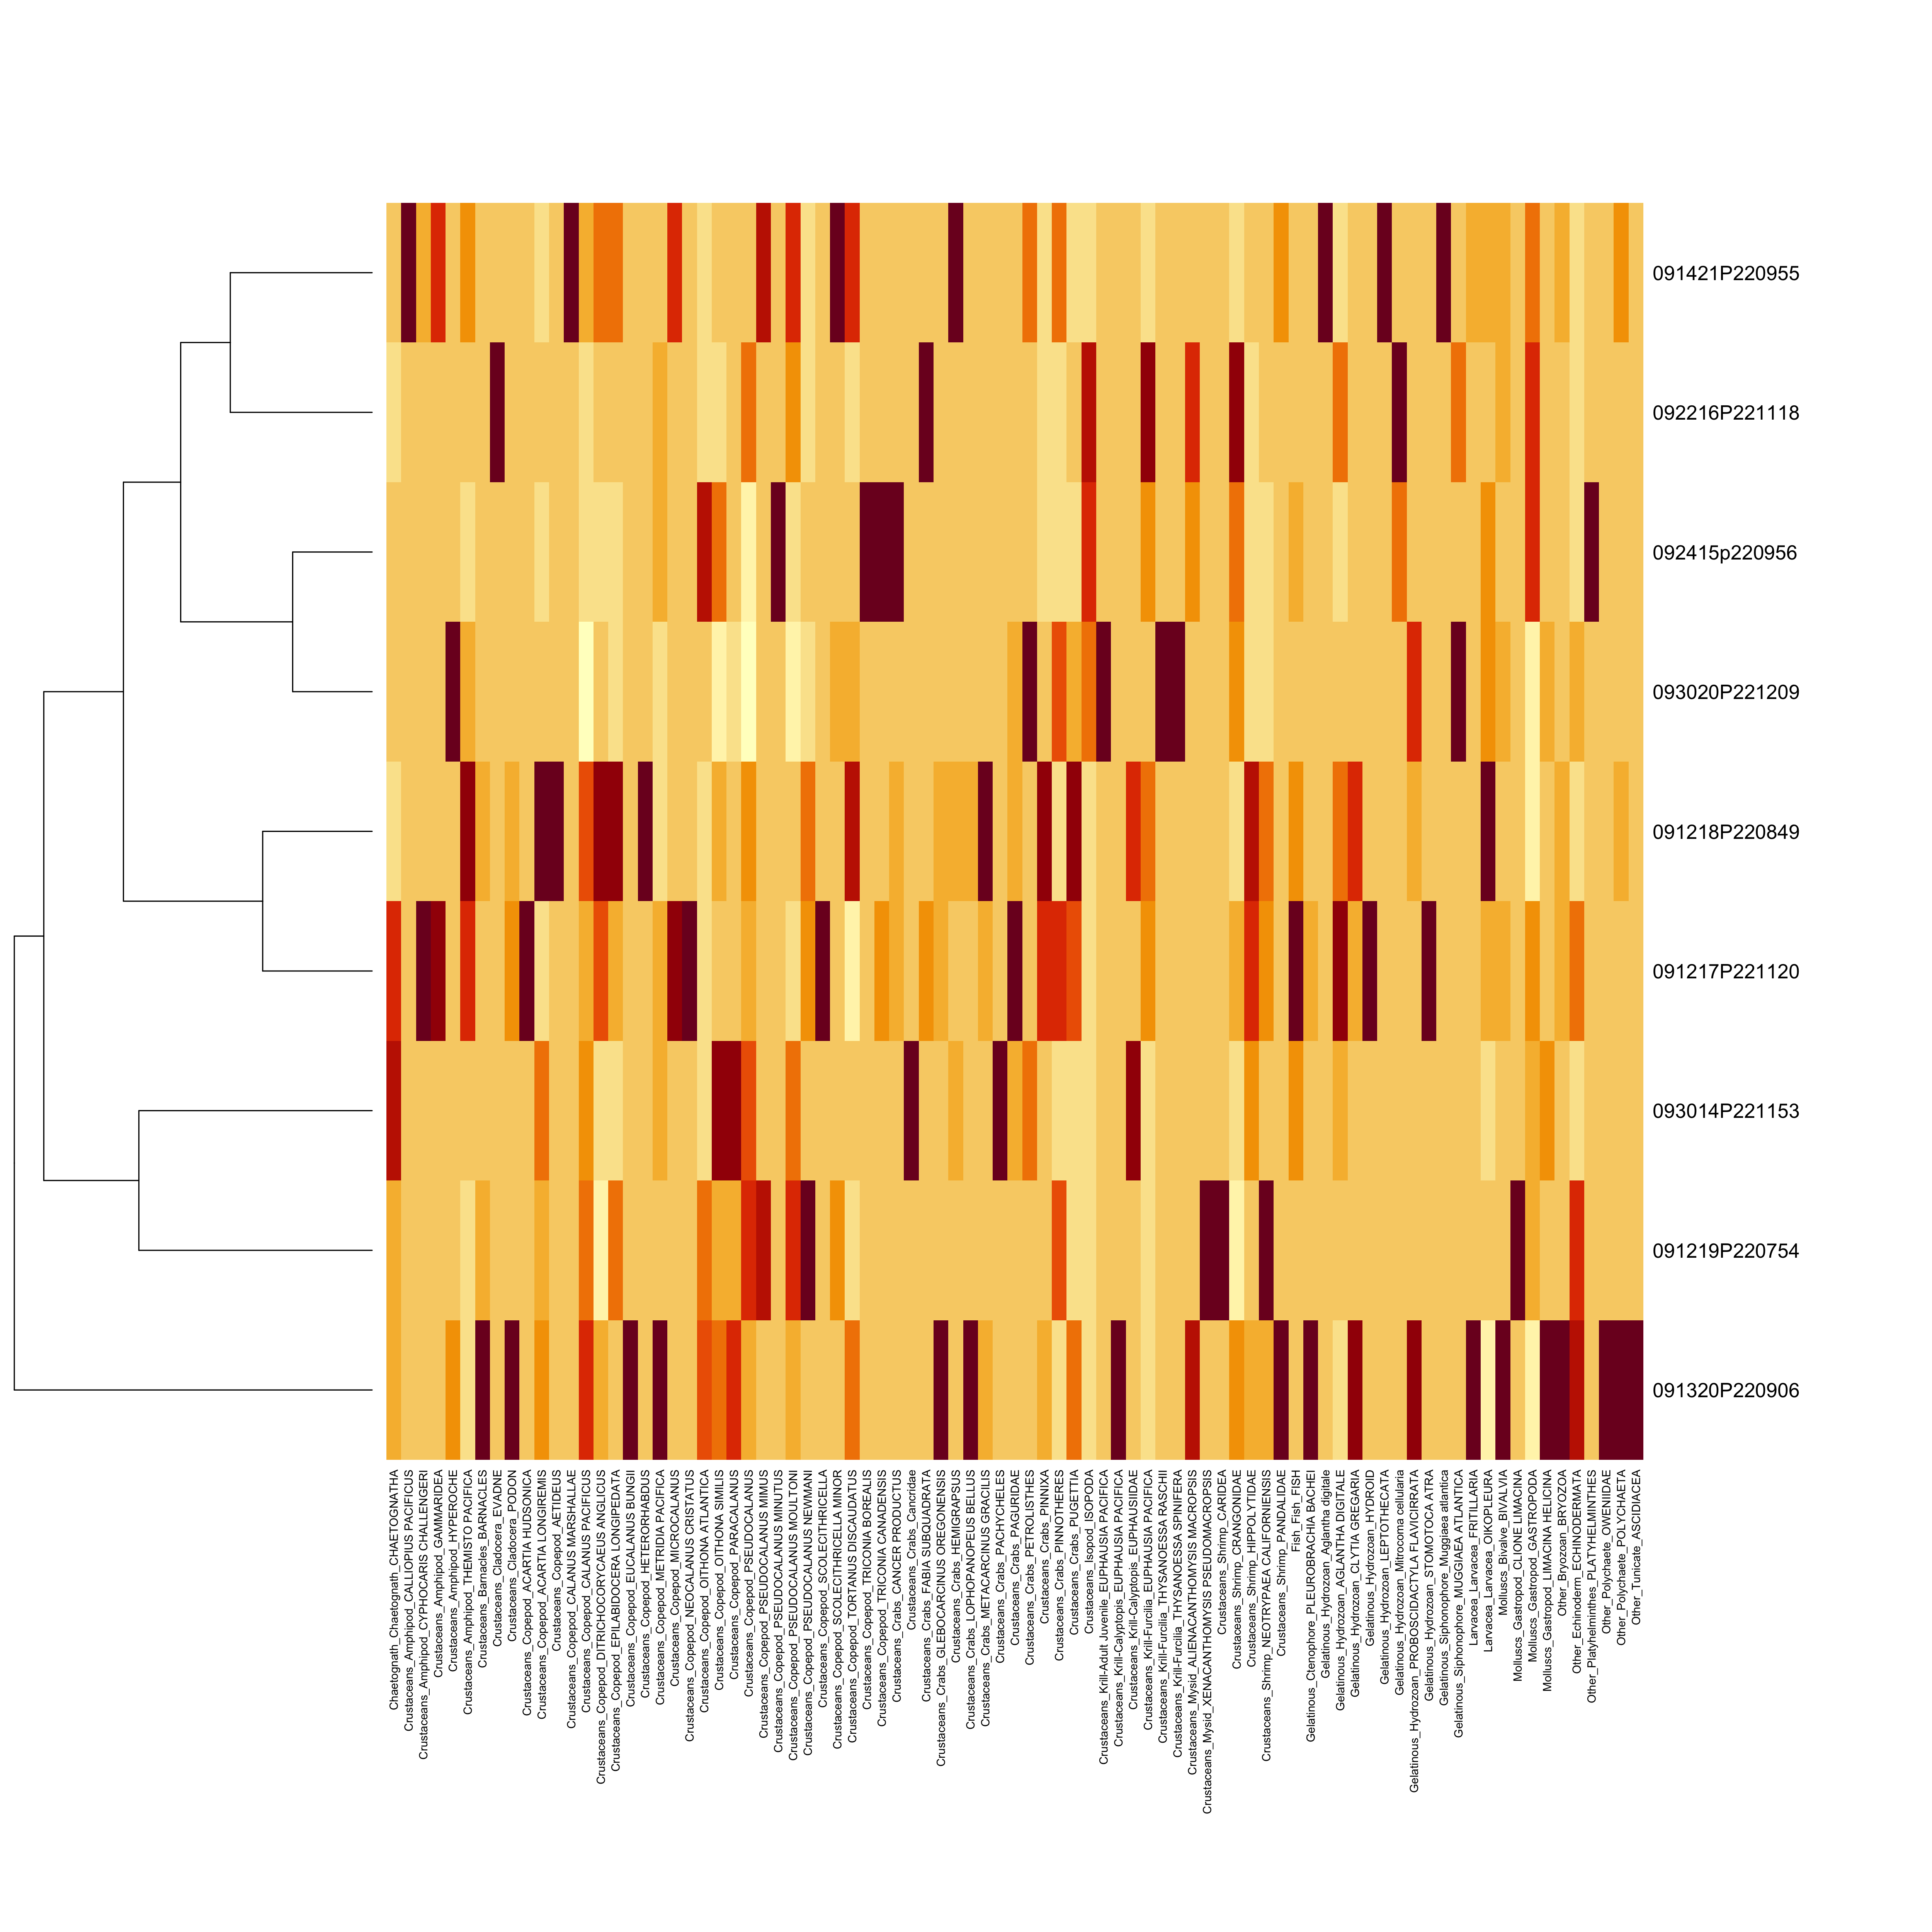 091421P220955
092216P221118
092415p220956
093020P221209
091218P220849
091217P221120
093014P221153
091219P220754
091320P220906
Chaetognath_Chaetognath_CHAETOGNATHA
Crustaceans_Amphipod_CALLIOPIUS PACIFICUS
Crustaceans_Amphipod_CYPHOCARIS CHALLENGERI
Crustaceans_Amphipod_GAMMARIDEA
Crustaceans_Amphipod_HYPEROCHE
Crustaceans_Amphipod_THEMISTO PACIFICA
Crustaceans_Barnacles_BARNACLES
Crustaceans_Cladocera_EVADNE
Crustaceans_Cladocera_PODON
Crustaceans_Copepod_ACARTIA HUDSONICA
Crustaceans_Copepod_ACARTIA LONGIREMIS
Crustaceans_Copepod_AETIDEUS
Crustaceans_Copepod_CALANUS MARSHALLAE
Crustaceans_Copepod_CALANUS PACIFICUS
Crustaceans_Copepod_DITRICHOCORYCAEUS ANGLICUS
Crustaceans_Copepod_EPILABIDOCERA LONGIPEDATA
Crustaceans_Copepod_EUCALANUS BUNGII
Crustaceans_Copepod_HETERORHABDUS
Crustaceans_Copepod_METRIDIA PACIFICA
Crustaceans_Copepod_MICROCALANUS
Crustaceans_Copepod_NEOCALANUS CRISTATUS
Crustaceans_Copepod_OITHONA ATLANTICA
Crustaceans_Copepod_OITHONA SIMILIS
Crustaceans_Copepod_PARACALANUS
Crustaceans_Copepod_PSEUDOCALANUS
Crustaceans_Copepod_PSEUDOCALANUS MIMUS
Crustaceans_Copepod_PSEUDOCALANUS MINUTUS
Crustaceans_Copepod_PSEUDOCALANUS MOULTONI
Crustaceans_Copepod_PSEUDOCALANUS NEWMANI
Crustaceans_Copepod_SCOLECITHRICELLA
Crustaceans_Copepod_SCOLECITHRICELLA MINOR
Crustaceans_Copepod_TORTANUS DISCAUDATUS
Crustaceans_Copepod_TRICONIA BOREALIS
Crustaceans_Copepod_TRICONIA CANADENSIS
Crustaceans_Crabs_CANCER PRODUCTUS
Crustaceans_Crabs_Cancridae
Crustaceans_Crabs_FABIA SUBQUADRATA
Crustaceans_Crabs_GLEBOCARCINUS OREGONENSIS
Crustaceans_Crabs_HEMIGRAPSUS
Crustaceans_Crabs_LOPHOPANOPEUS BELLUS
Crustaceans_Crabs_METACARCINUS GRACILIS
Crustaceans_Crabs_PACHYCHELES
Crustaceans_Crabs_PAGURIDAE
Crustaceans_Crabs_PETROLISTHES
Crustaceans_Crabs_PINNIXA
Crustaceans_Crabs_PINNOTHERES
Crustaceans_Crabs_PUGETTIA
Crustaceans_Isopod_ISOPODA
Crustaceans_Krill-Adult Juvenile_EUPHAUSIA PACIFICA
Crustaceans_Krill-Calyptopis_EUPHAUSIA PACIFICA
Crustaceans_Krill-Calyptopis_EUPHAUSIIDAE
Crustaceans_Krill-Furcilia_EUPHAUSIA PACIFICA
Crustaceans_Krill-Furcilia_THYSANOESSA RASCHII
Crustaceans_Krill-Furcilia_THYSANOESSA SPINIFERA
Crustaceans_Mysid_ALIENACANTHOMYSIS MACROPSIS
Crustaceans_Mysid_XENACANTHOMYSIS PSEUDOMACROPSIS
Crustaceans_Shrimp_CARIDEA
Crustaceans_Shrimp_CRANGONIDAE
Crustaceans_Shrimp_HIPPOLYTIDAE
Crustaceans_Shrimp_NEOTRYPAEA CALIFORNIENSIS
Crustaceans_Shrimp_PANDALIDAE
Fish_Fish_FISH
Gelatinous_Ctenophore_PLEUROBRACHIA BACHEI
Gelatinous_Hydrozoan_Aglantha digitale
Gelatinous_Hydrozoan_AGLANTHA DIGITALE
Gelatinous_Hydrozoan_CLYTIA GREGARIA
Gelatinous_Hydrozoan_HYDROID
Gelatinous_Hydrozoan_LEPTOTHECATA
Gelatinous_Hydrozoan_Mitrocoma cellularia
Gelatinous_Hydrozoan_PROBOSCIDACTYLA FLAVICIRRATA
Gelatinous_Hydrozoan_STOMOTOCA ATRA
Gelatinous_Siphonophore_Muggiaea atlantica
Gelatinous_Siphonophore_MUGGIAEA ATLANTICA
Larvacea_Larvacea_FRITILLARIA
Larvacea_Larvacea_OIKOPLEURA
Molluscs_Bivalve_BIVALVIA
Molluscs_Gastropod_CLIONE LIMACINA
Molluscs_Gastropod_GASTROPODA
Molluscs_Gastropod_LIMACINA HELICINA
Other_Bryozoan_BRYOZOA
Other_Echinoderm_ECHINODERMATA
Other_Platyhelminthes_PLATYHELMINTHES
Other_Polychaete_OWENIIDAE
Other_Polychaete_POLYCHAETA
Other_Tunicate_ASCIDIACEA